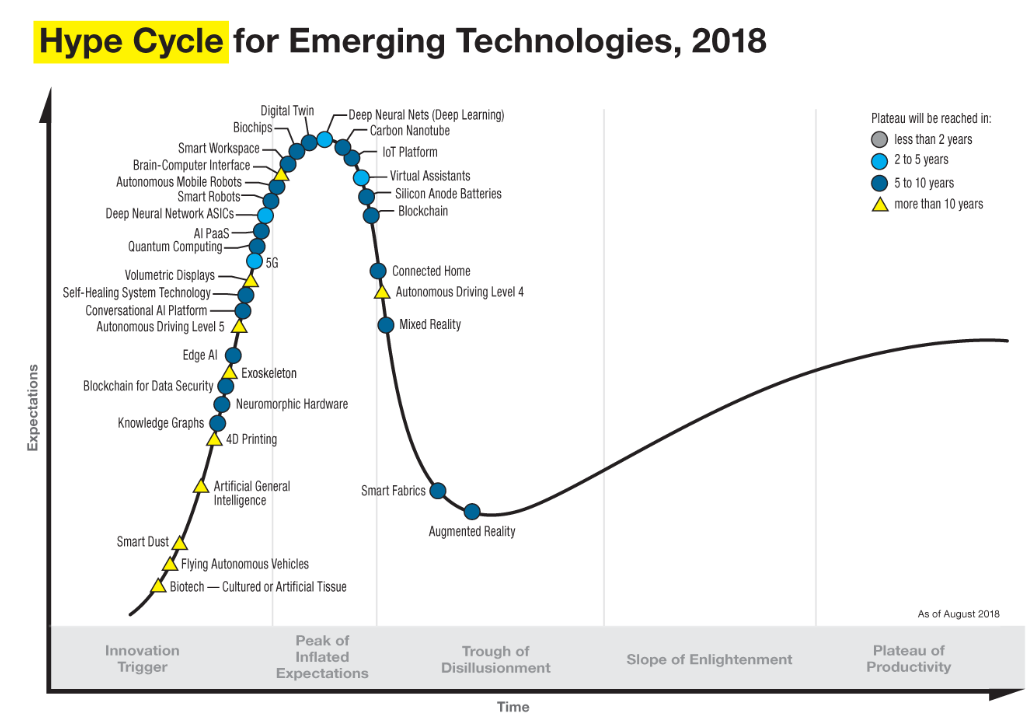 Hype Cycle for Emerging Technologies, 2018
Plateau will be reached in:
less than 2 years
2 to 5 years
5 to 10 years
more than 10 years
Digital Twin
Deep Neural Nets (Deep Learning)
Biochips
Carbon Nanotube
Smart Workspace
IoT Platform
Brain-Computer Interface
Virtual Assistants
Autonomous Mobile Robots
Silicon Anode Batteries
Smart Robots
Blockchain
Deep Neural Network ASICs
AI PaaS
Quantum Computing
5G
Connected Home
Volumetric Displays
Autonomous Driving Level 4
Self-Healing System Technology
Conversational AI Platform
Mixed Reality
Autonomous Driving Level 5
Edge AI
Exoskeleton
Blockchain for Data Security
Neuromorphic Hardware
Knowledge Graphs
4D Printing
Artificial General
Intelligence
Smart Fabrics
Augmented Reality
Smart Dust
Flying Autonomous Vehicles
Biotech — Cultured or Artificial Tissue
As of August 2018
Expectations
Innovation
Trigger
Peak of
Inflated
Expectations
Trough of
Disillusionment
Slope of Enlightenment
Plateau of
Productivity
Time